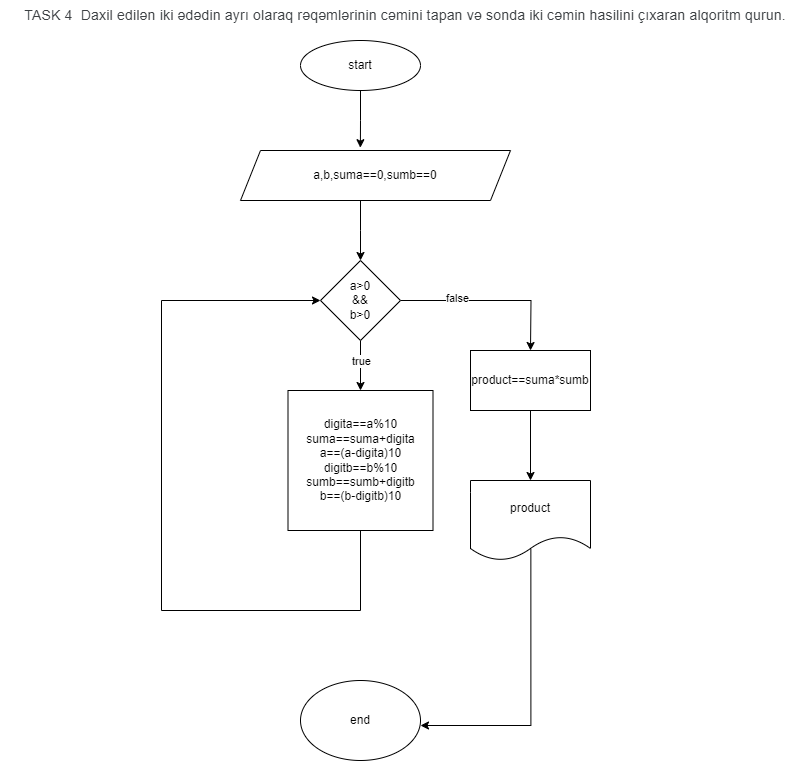 TASK 4  Daxil edilən iki ədədin ayrı olaraq rəqəmlərinin cəmini tapan və sonda iki cəmin hasilini çıxaran alqoritm qurun.
start
a,b,suma==0,sumb==0
a>0
&&
b>0
false
true
product==suma*sumb
digita==a%10
suma==suma+digita
a==(a-digita)10
digitb==b%10
sumb==sumb+digitb
b==(b-digitb)10
product
end